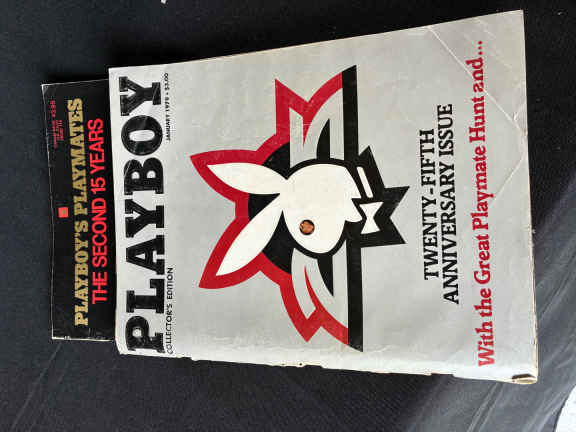 PLAYBOY'S PLAYMATES
THE SECOND 15 YEARS
PLAYBOY
COLLECTOR'S EDITION
JANUARY 1979 • $3.00
TWENTY-FIFTH
ANNIVERSARY ISSUE
With the Great Playmate Hunt and...